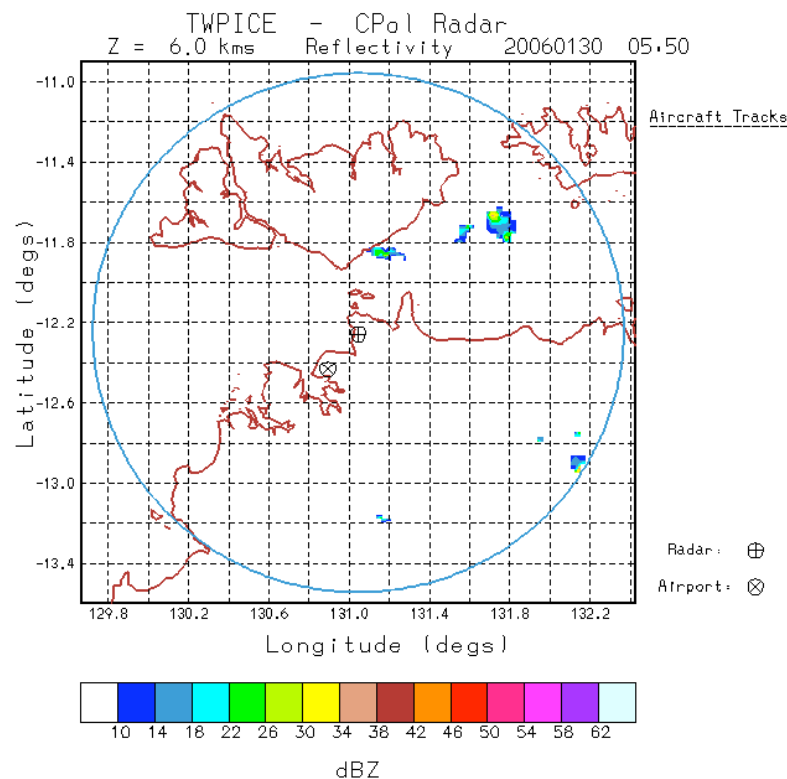 TWPICE - CPol Radar
Z = 6.0 kms Reflectivity 20060130 05.50
Aircraft Tracks
Latitude (degs)
-11.0
-11.4
-11.8
-12.2
-12.6
-13.0
-13.4
129.8 130.2 130.6 131.0 131.4 131.8 132.2
Longitude (degs)
Radar:
Airport:
10 14 18 22 26 30 34 38 42 46 50 54 58 62
dBZ